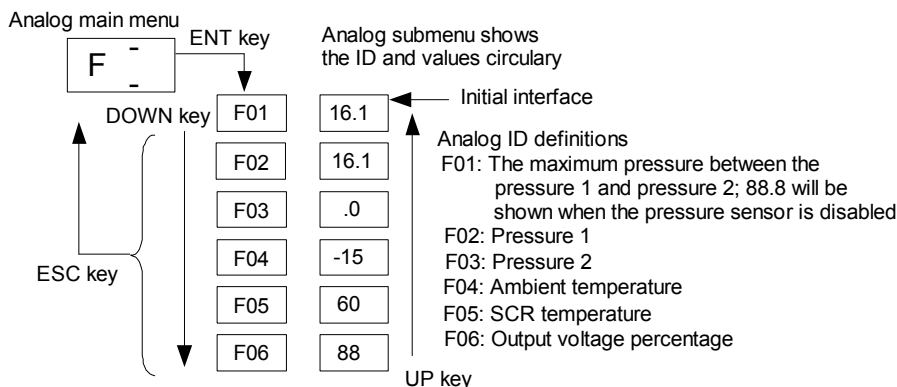 Analog main menu
F - -
ENT key
Analog submenu shows
the ID and values circulary
DOWN key
F01 16.1
Initial interface
F02 16.1
F03 .0
F04 -15
F05 60
F06 88
ESC key
UP key
Analog ID definitions
F01: The maximum pressure between the
pressure 1 and pressure 2; 88.8 will be
shown when the pressure sensor is disabled
F02: Pressure 1
F03: Pressure 2
F04: Ambient temperature
F05: SCR temperature
F06: Output voltage percentage